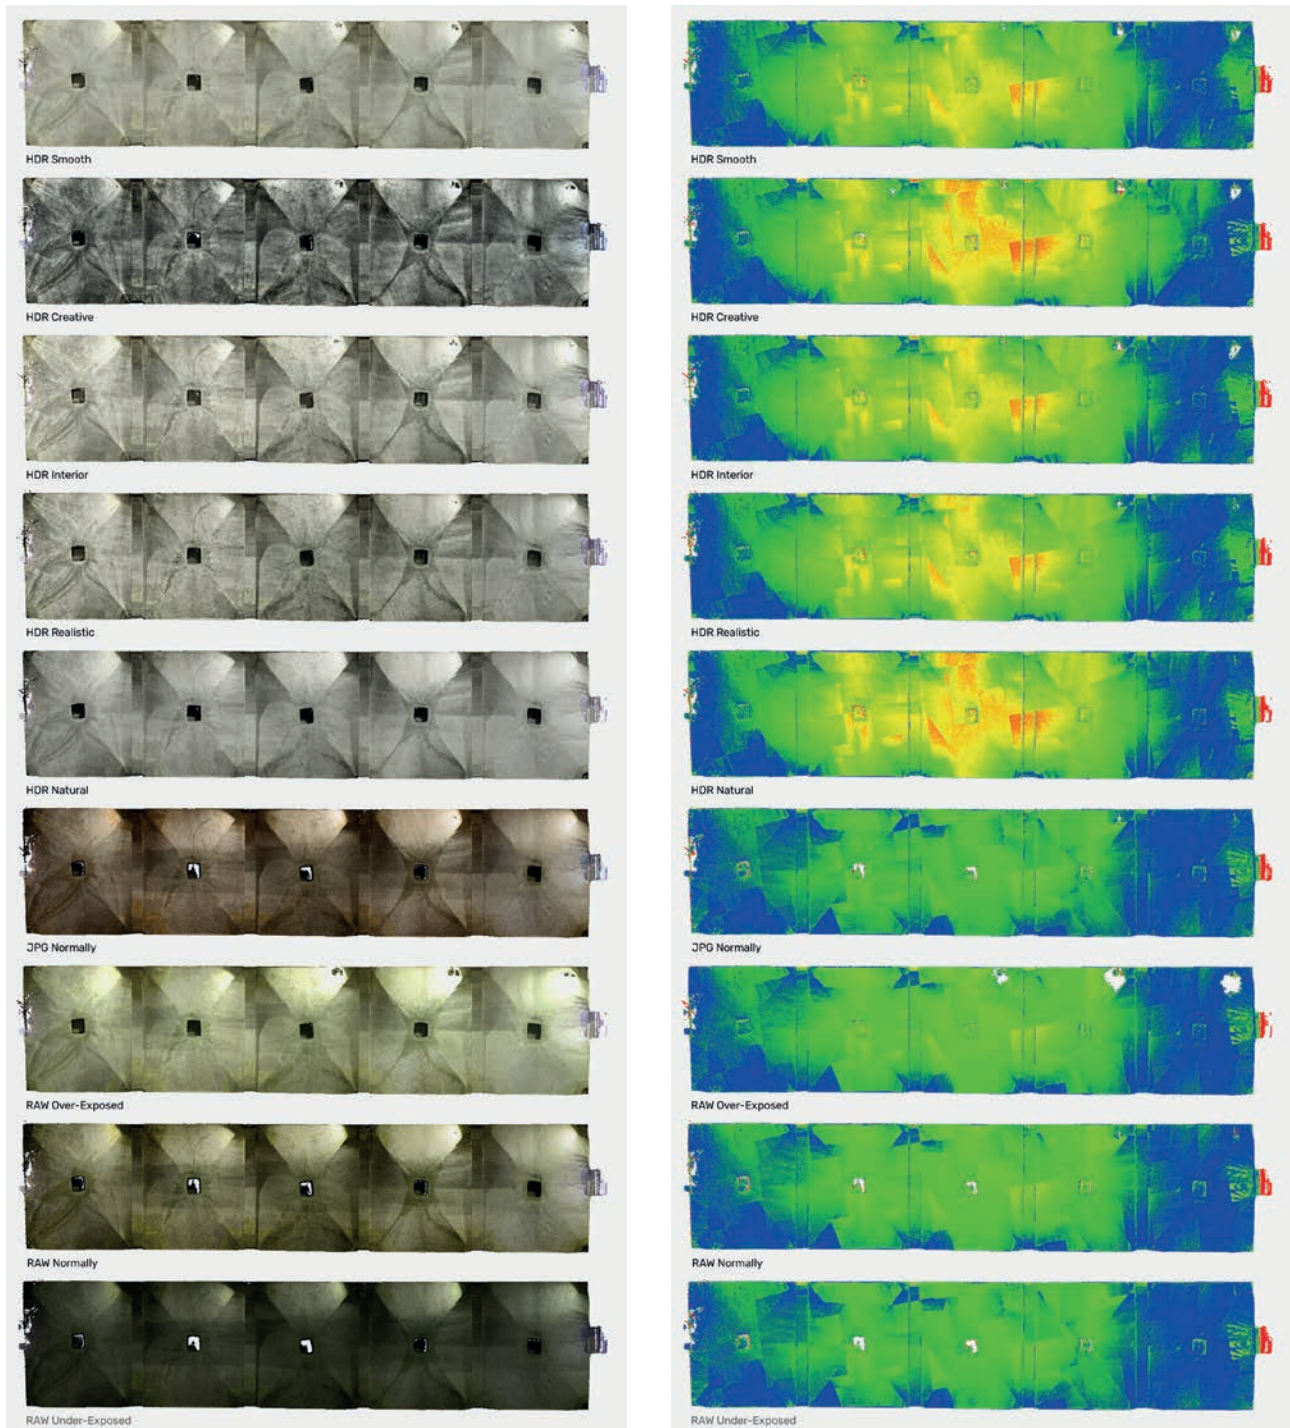 HDR Smooth
HDR Smooth
HDR Creative
HDR Creative
HDR Interior
HDR Interior
HDR Realistic
HDR Realistic
HDR Natural
HDR Natural
JPG Normally
JPG Normally
RAW Over-Exposed
RAW Over-Exposed
RAW Normally
RAW Normally
RAW Under-Exposed
RAW Under-Exposed